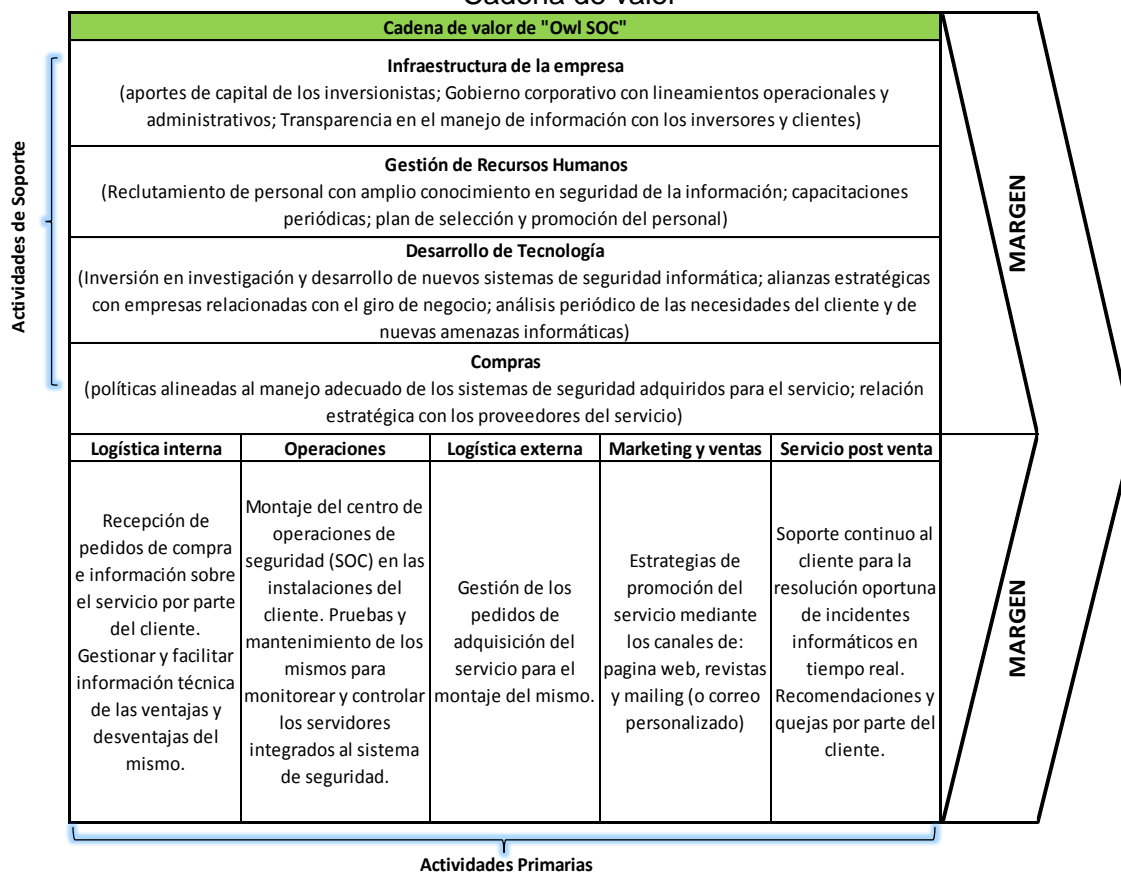 Cadena de valor
Cadena de valor de "Owl SOC"
Infraestructura de la empresa
(aportes de capital de los inversionistas; Gobierno corporativo con lineamientos operacionales y
administrativos; Transparencia en el manejo de información con los inversores y clientes)
Gestión de Recursos Humanos
(Reclutamiento de personal con amplio conocimiento en seguridad de la información; capacitaciones
periódicas; plan de selección y promoción del personal)
Desarrollo de Tecnología
(Inversión en investigación y desarrollo de nuevos sistemas de seguridad informática; alianzas estratégicas
con empresas relacionadas con el giro de negocio; análisis periódico de las necesidades del cliente y de
nuevas amenazas informáticas)
Compras
(políticas alineadas al manejo adecuado de los sistemas de seguridad adquiridos para el servicio; relación
estratégica con los proveedores del servicio)
Actividades de Soporte
MARGEN
Logística interna
Recepción de
pedidos de compra
e información sobre
el servicio por parte
del cliente.
Gestionar y facilitar
información técnica
de las ventajas y
desventajas del
mismo.
Operaciones
Montaje del centro de
operaciones de
seguridad (SOC) en las
instalaciones del
cliente. Pruebas y
mantenimiento de los
mismos para
monitorear y controlar
los servidores
integrados al sistema
de seguridad.
Logística externa
Gestión de los
pedidos de
adquisición del
servicio para el
montaje del mismo.
Marketing y ventas
Estrategias de
promoción del
servicio mediante
los canales de:
pagina web, revistas
y mailing (o correo
personalizado)
Servicio post venta
Soporte continuo al
cliente para la
resolución oportuna
de incidentes
informáticos en
tiempo real.
Recomendaciones y
quejas por parte del
cliente.
MARGEN
Actividades Primarias